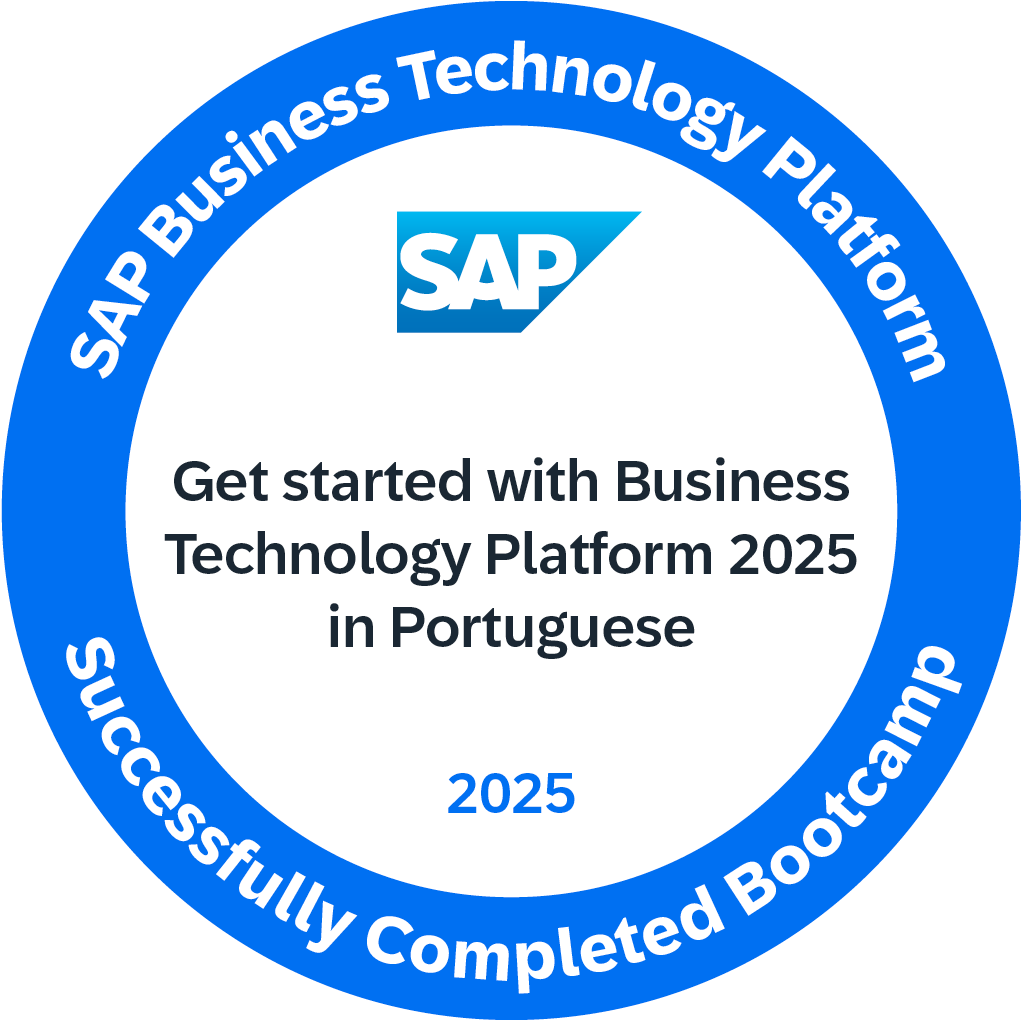 SAP Business Technology Platform
SAP
Get started with Business
Technology Platform 2025
in Portuguese
2025
Successfully Completed Bootcamp